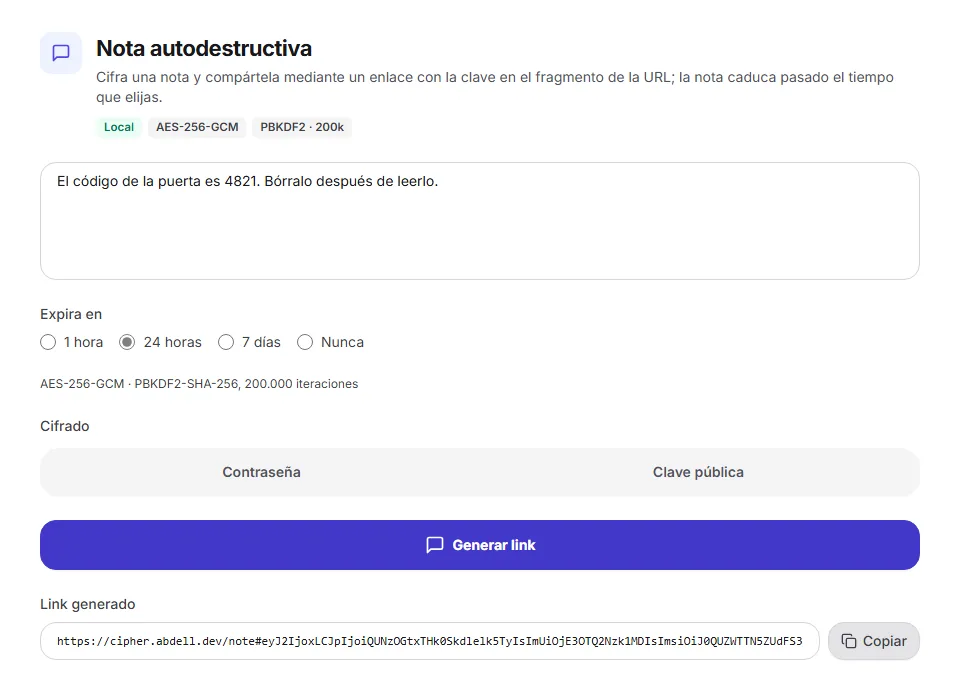 Nota autodestructiva
Cifra una nota y compártela mediante un enlace con la clave en el fragmento de la URL; la nota caduca pasado el tiempo
que elijas.
Local AES-256-GCM PBKDF2 · 200k
El código de la puerta es 4821. Bórralo después de leerlo.
Expira en
1 hora 24 horas 7 días Nunca
AES-256-GCM · PBKDF2-SHA-256, 200.000 iteraciones
Cifrado
Contraseña Clave pública
Generar link
Link generado
https://cipher.abdell.dev/note#eyJ2IjoxLCJpIjoiQUNzOGtxTHk0Skdlelk5TyIsImUiOjE3OTQ2Nzk1MDIsImsiOiJ0QUZWTTN5ZUdFS3
Copiar